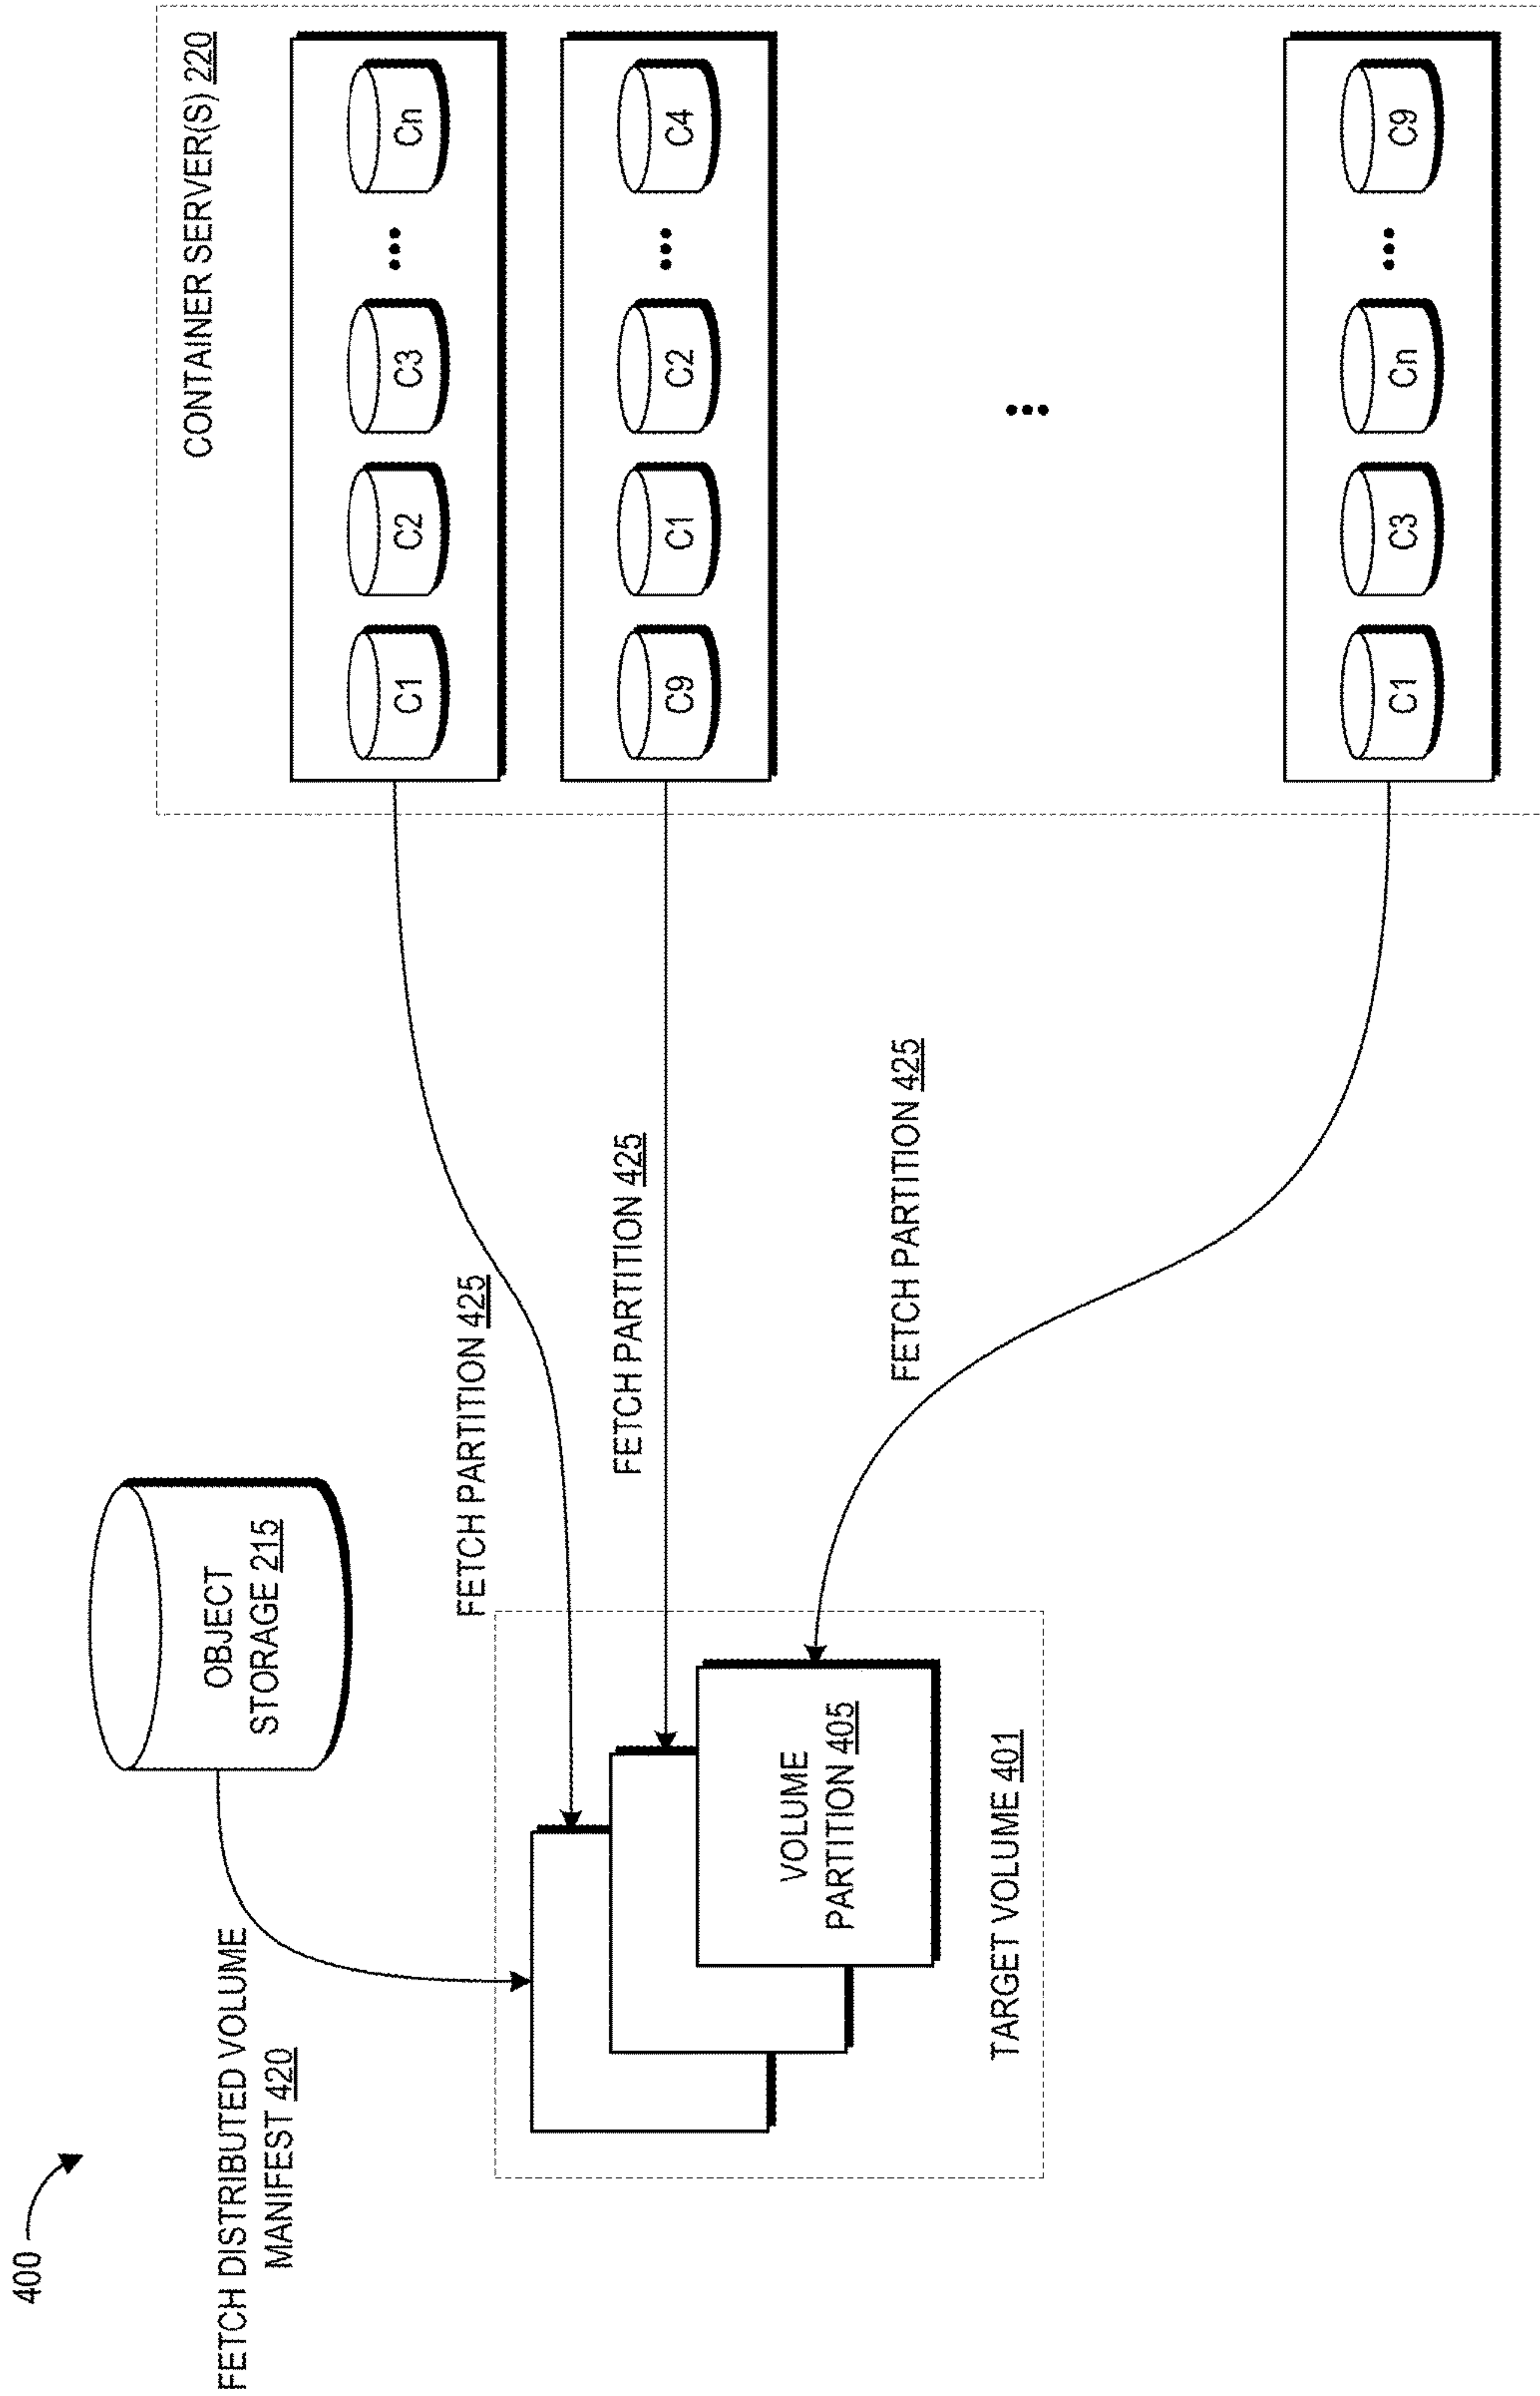 400
FETCH DISTRIBUTED VOLUME
MANIFEST 420
OBJECT
STORAGE 215
FETCH PARTITION 425
FETCH PARTITION 425
FETCH PARTITION 425
VOLUME
PARTITION 405
TARGET VOLUME 401
CONTAINER SERVER(S) 220
C1 C2 C3 ••• Cn
C9 C1 C2 ••• C4
•••
C1 C3 Cn ••• C9